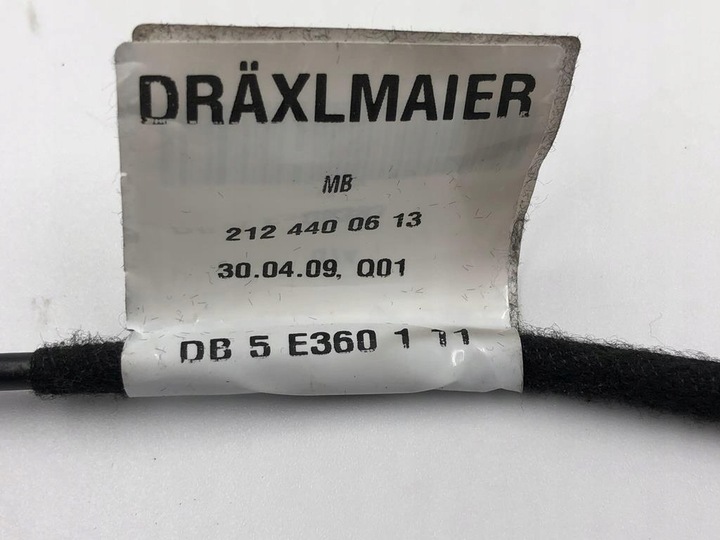 DRÄXLMAIER
MB
212 440 06 13
30.04.09, Q01
DB 5 E360 1 11